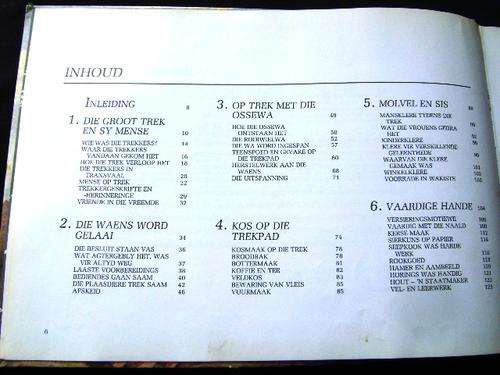 INHOUD
INLEIDING 8
1. DIE GROOT TREK
EN SY MENSE 10
WIE WAS DIE TREKKERS? 14
WAAR DIE TREKKERS
VANDAAN GEKOM HET 16
HOE DIE TREK VERLOOP HET 18
DIE TREKKERS IN
TRANSVAAL 20
MENSE OP TREK 22
TREKKERGESKRIFTE EN
-HERINNERINGE 29
VRIENDE IN DIE VREEMDE 32
2. DIE WAENS WORD
GELAAI 34
DIE BESLUIT STAAN VAS 36
WAT AGTERGEBLY HET, WAS
VIR ALTYD WEG 37
LAASTE VOORBEREIDINGS 38
BEDIENDES GAAN SAAM 40
DIE PLAASDIERE TREK SAAM 42
AFSKEID 46
3. OP TREK MET DIE
OSSEWA 48
HOE DIE OSSEWA
ONTSTAAN HET 50
DIE ROOIWIELWA 52
DIE WA WORD INGESPAN 57
TEENSPOED EN GEVARE OP
DIE TREKPAD 60
HERSTELWERK AAN DIE
WAENS 68
DIE UITSPANNING 71
4. KOS OP DIE
TREKPAD 74
KOSMAAK OP DIE TREK 76
BROODBAK 78
BOTTERMAAK 81
KOFFIE EN TEE 82
VELDKOS 83
BEWARING VAN VLEIS 85
VUURMAAK 85
5. MOLVEL EN SIS
MANSKLERE TYDENS DIE
TREK
WAT DIE VROUENS GEDRA
HET
KINDERKLERE
KLERE VIR VERSKILLENDE
GELEENTHEDE
WAARVAN DIE KLERE
GEMAAK WAS
WINKELKLERE
VOORRADE IN WAKISTE
6. VAARDIGE HANDE 104
VERSIERINGSMOTIEWE
VAARDIG MET DIE NAALD
KERSE MAAK
SIERKUNS OP PAPIER
SEEPKOOK WAS HARDE
WERK
ROOKGOED
HAMER EN AAMBEELD
HORINGS WAS HANDIG
HOUT – 'N STAATMAKER
VEL- EN LEERWERK
6